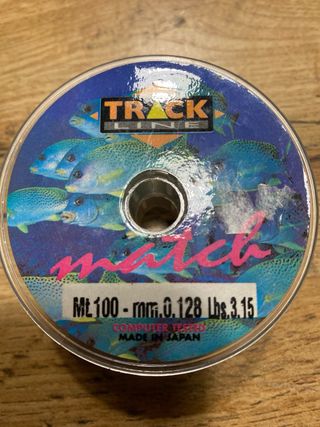 TRACK
LINE
match
Mt.100 - mm.0.128 Lbs.3.15
COMPUTER TESTED
MADE IN JAPAN